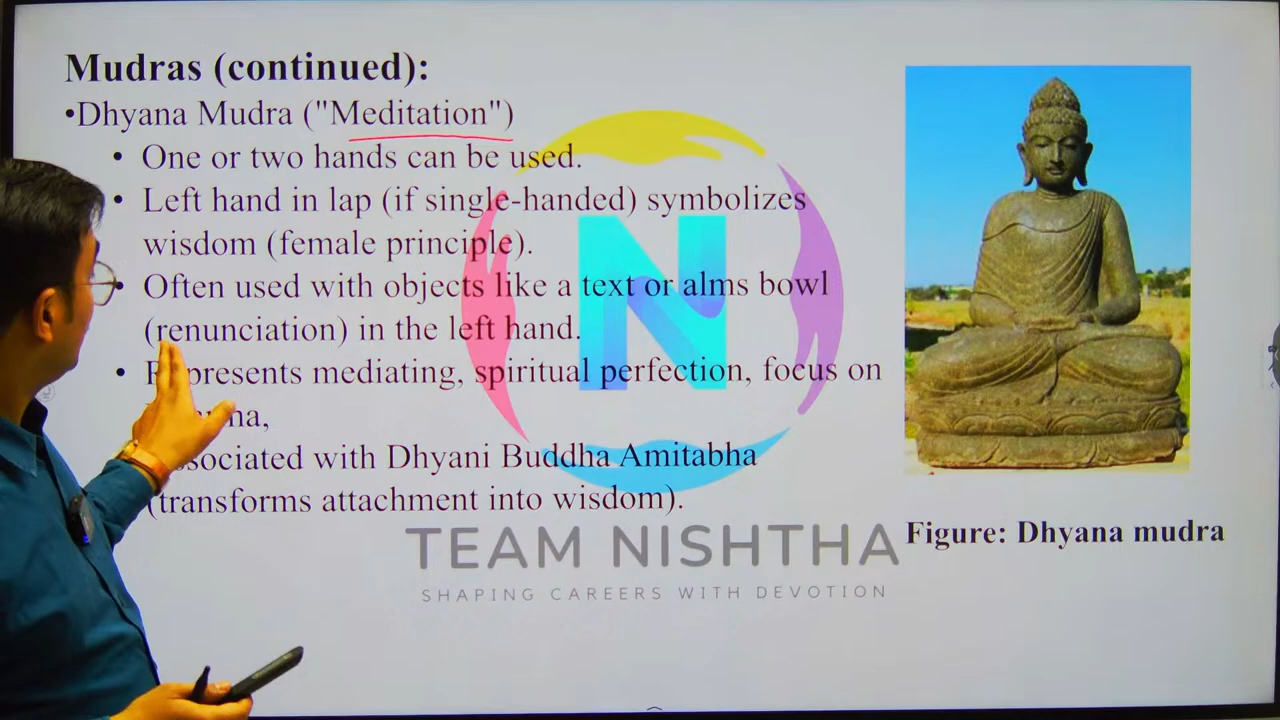 Mudras (continued):
•Dhyana Mudra ("Meditation")
• One or two hands can be used.
• Left hand in lap (if single-handed) symbolizes
wisdom (female principle).
• Often used with objects like a text or alms bowl
(renunciation) in the left hand.
• Represents mediating, spiritual perfection, focus on
Associated with Dhyani Buddha Amitabha
(transforms attachment into wisdom).
N
TEAM NISHTHA
SHAPING CAREERS WITH DEVOTION
Figure: Dhyana mudra